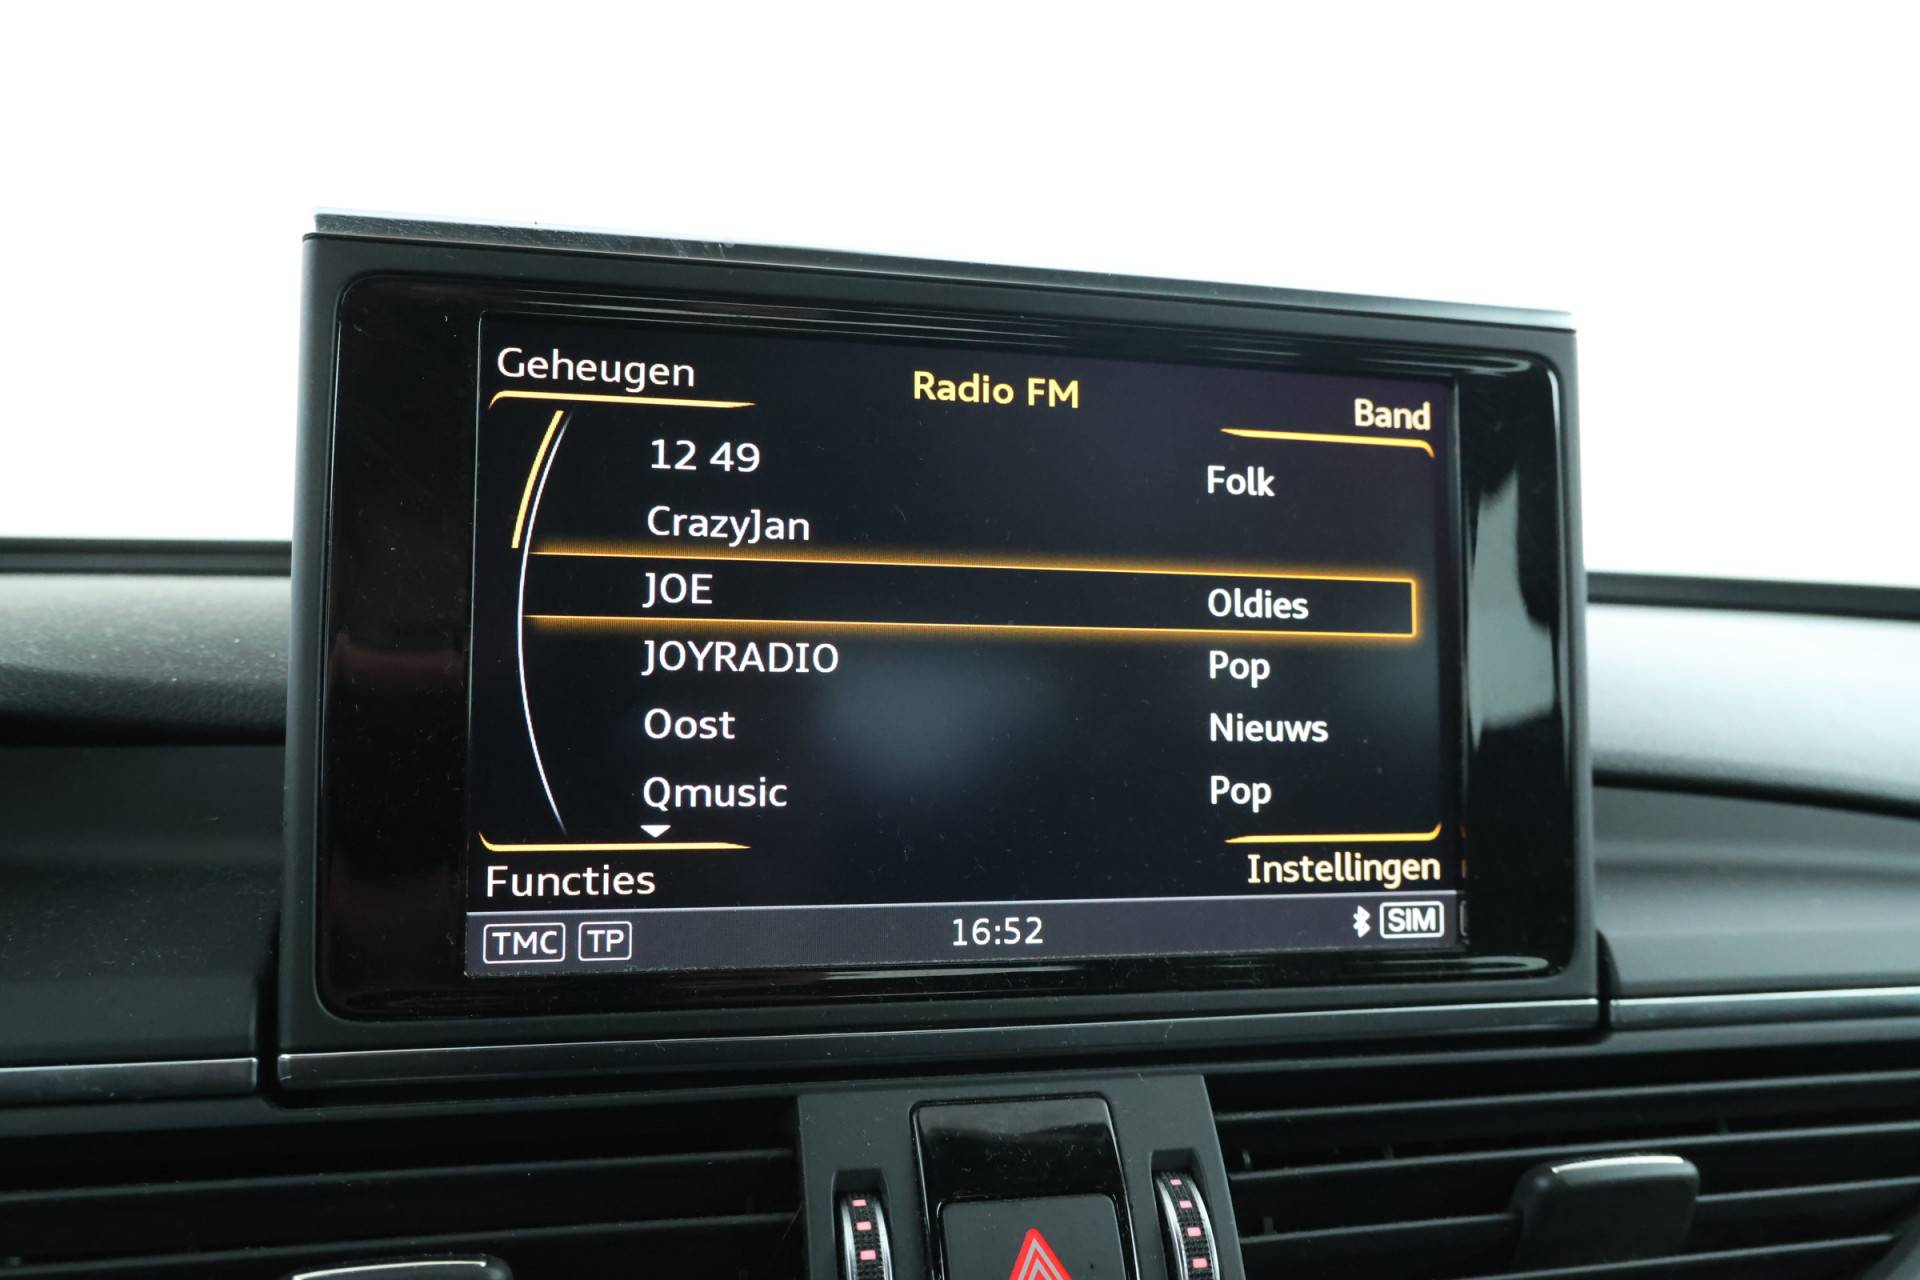 Geheugen
Radio FM
Band
12 49 Folk
CrazyJan
JOE Oldies
JOYRADIO Pop
Oost Nieuws
Qmusic Pop
Functies
Instellingen
TMC TP 16:52 SIM